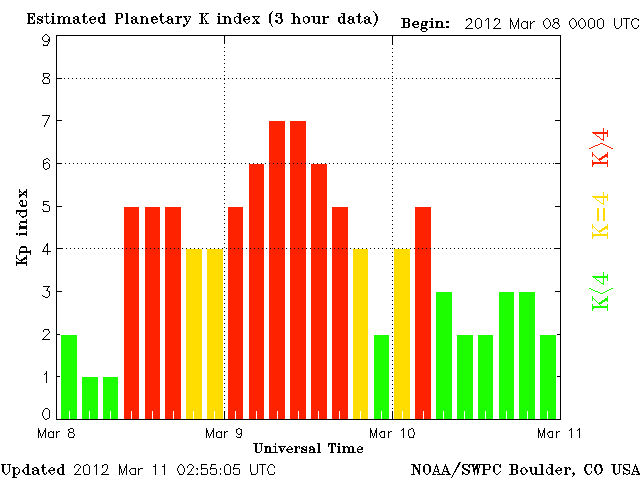 Estimated Planetary K index (3 hour data)
Begin: 2012 Mar 08 0000 UTC
9
8
7
6
5
4
3
2
1
0
Kp index
K>4
K=4
K<4
Mar 8
Mar 9
Mar 10
Mar 11
Universal Time
Updated 2012 Mar 11 02:55:05 UTC
NOAA/SWPC Boulder, CO USA